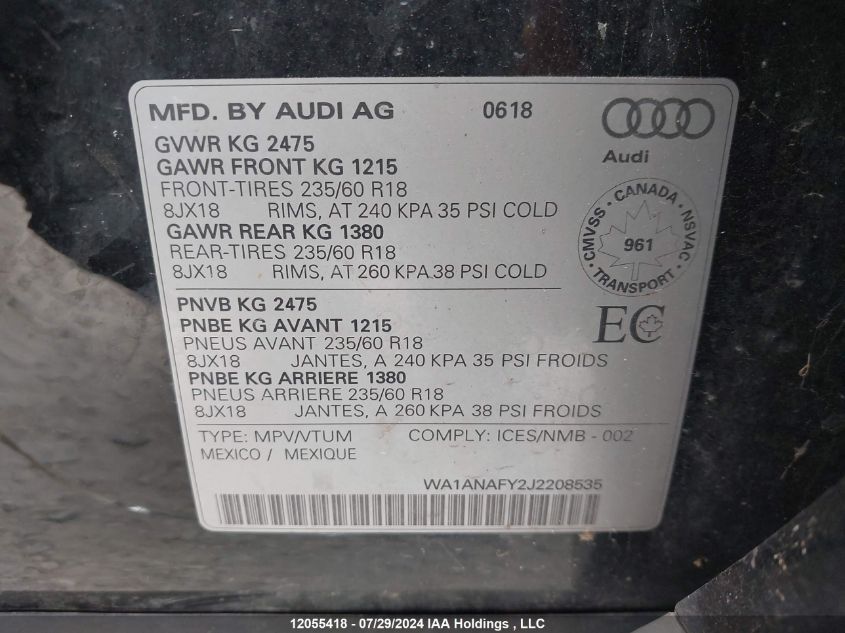 MFD. BY AUDI AG 0618
GVWR KG 2475
GAWR FRONT KG 1215
FRONT-TIRES 235/60 R18
8JX18 RIMS, AT 240 KPA 35 PSI COLD
GAWR REAR KG 1380
REAR-TIRES 235/60 R18
8JX18 RIMS, AT 260 KPA 38 PSI COLD
Audi
CMVSS • CANADA • NSVAC • TRANSPORT •
961
PNVB KG 2475
PNBE KG AVANT 1215
PNEUS AVANT 235/60 R18
8JX18 JANTES, A 240 KPA 35 PSI FROIDS
PNBE KG ARRIERE 1380
PNEUS ARRIERE 235/60 R18
8JX18 JANTES, A 260 KPA 38 PSI FROIDS
EC
TYPE: MPV/VTUM COMPLY: ICES/NMB - 002
MEXICO / MEXIQUE
WA1ANAFY2J2208535
12055418 - 07/29/2024 IAA Holdings , LLC